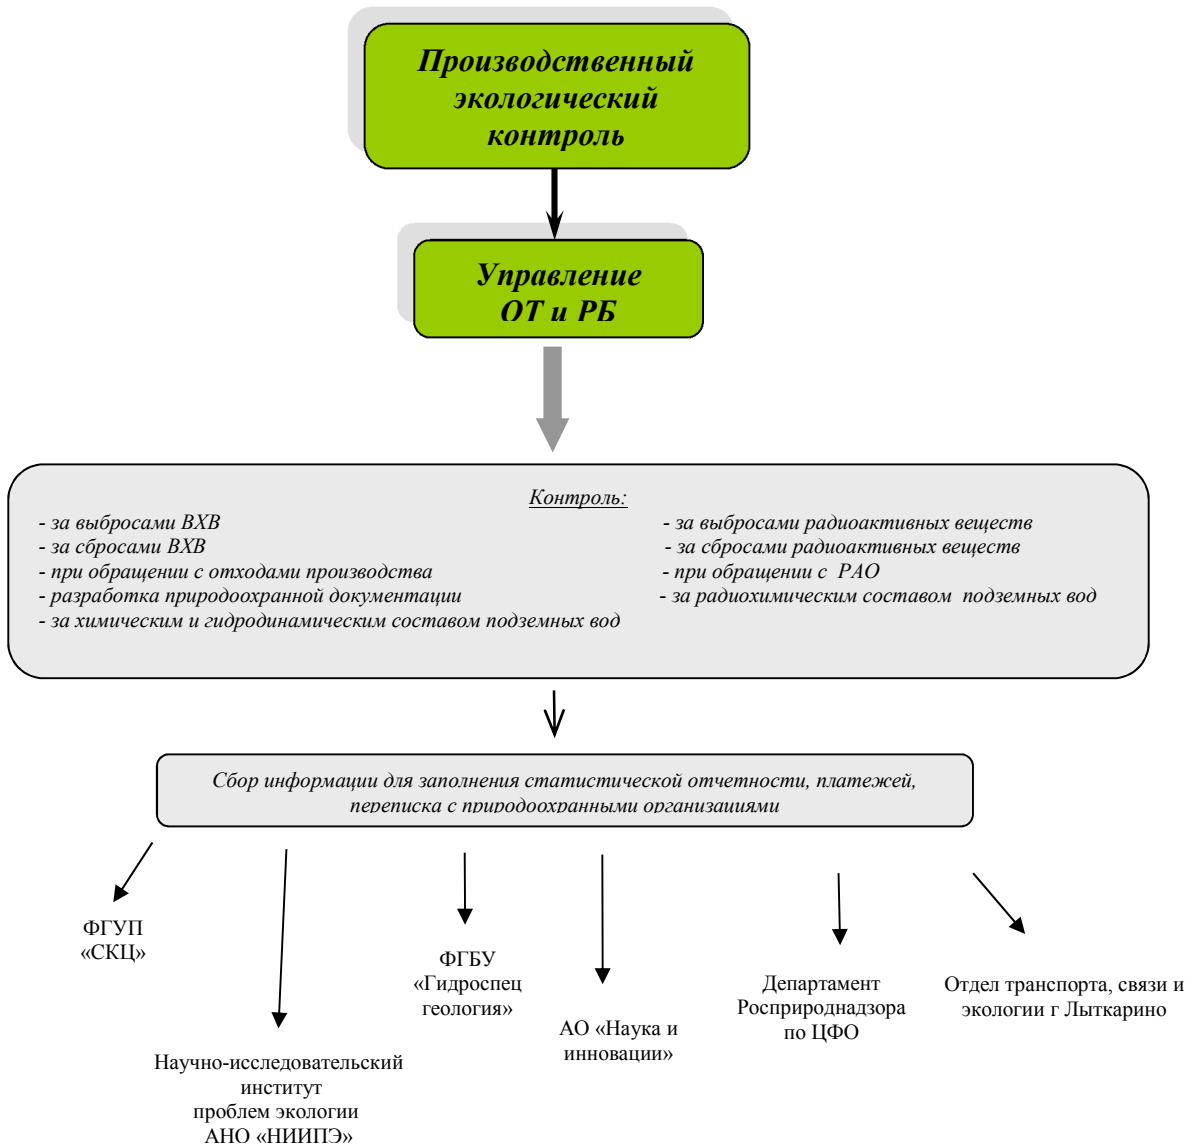 Производственный
экологический
контроль
Управление
ОТ и РБ
Контроль:
- за выбросами ВХВ
- за выбросами радиоактивных веществ
- за сбросами ВХВ
- за сбросами радиоактивных веществ
- при обращении с отходами производства
- при обращении с РАО
- разработка природоохранной документации
- за радиохимическим составом подземных вод
- за химическим и гидродинамическим составом подземных вод
Сбор информации для заполнения статистической отчетности, платежей,
переписка с природоохранными организациями
ФГУП
«СКЦ»
Научно-исследовательский
институт
проблем экологии
АНО «НИИПЭ»
ФГБУ
«Гидроспец
геология»
АО «Наука и
инновации»
Департамент
Росприроднадзора
по ЦФО
Отдел транспорта, связи и
экологии г Лыткарино